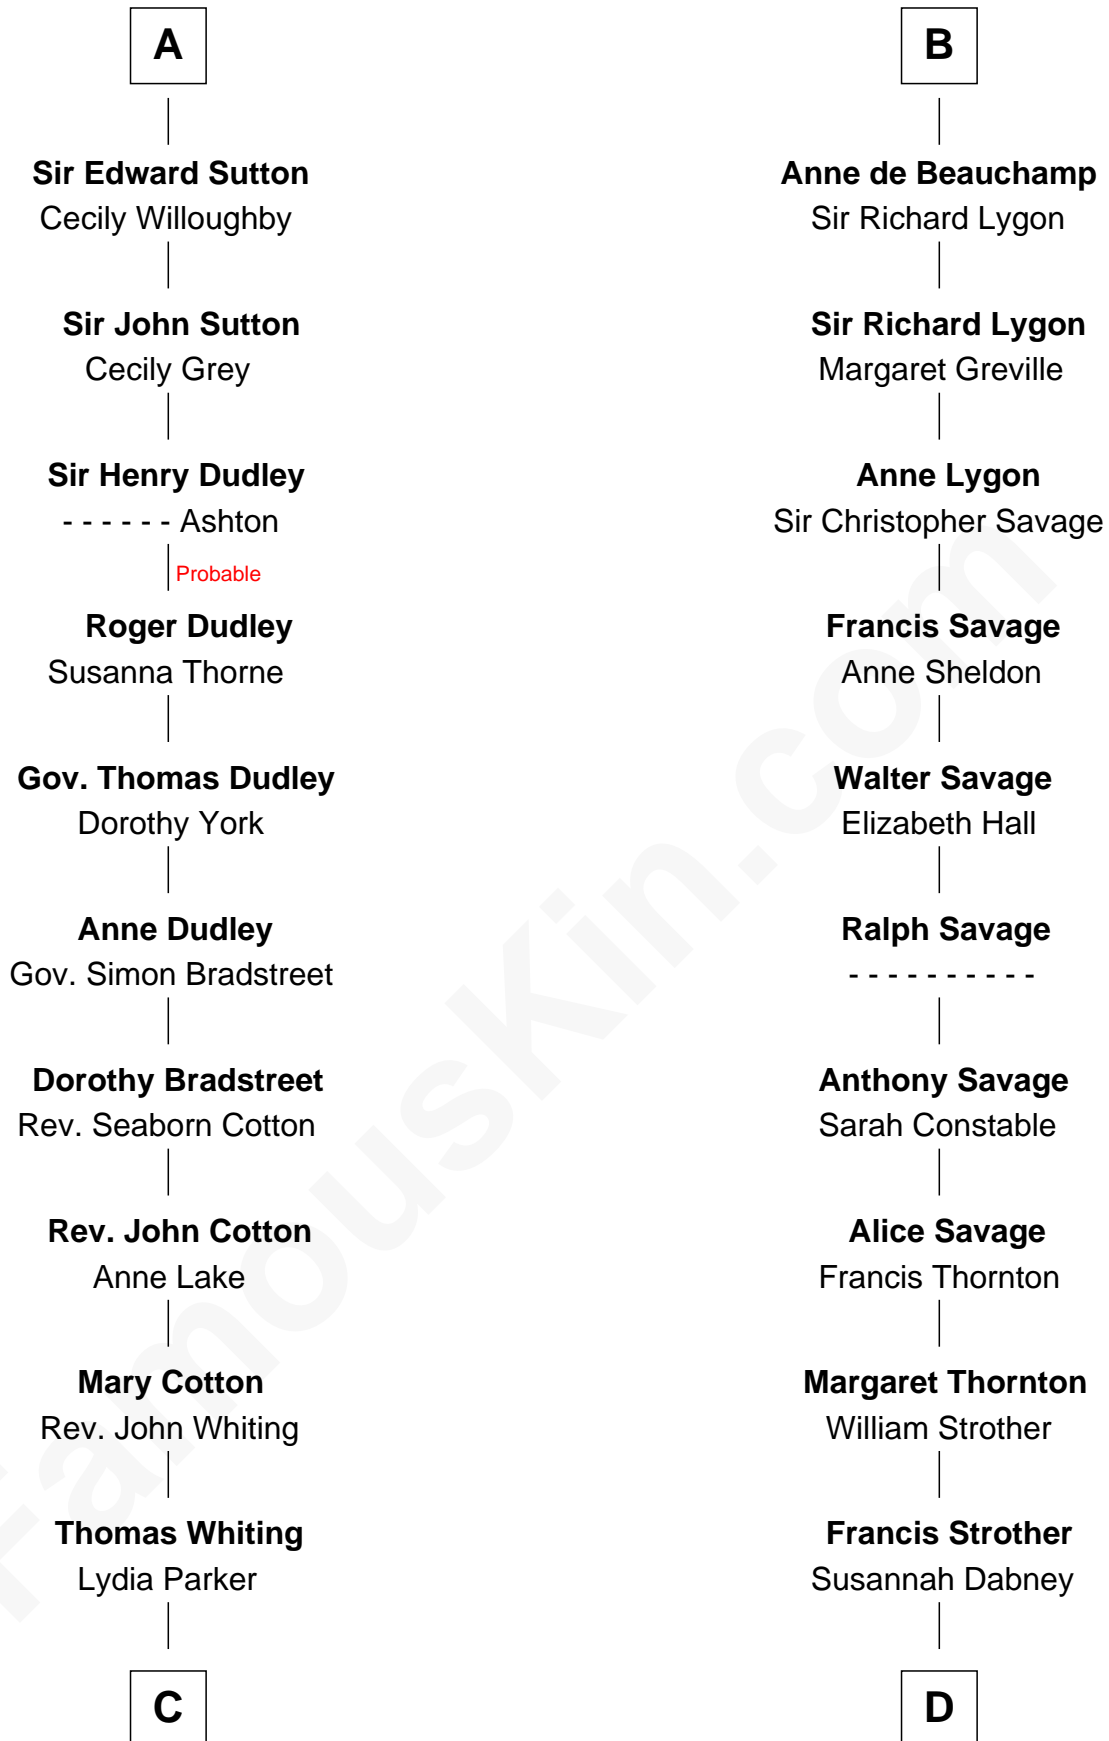 A
Sir Edward Sutton
Cecily Willoughby
Sir John Sutton
Cecily Grey
Sir Henry Dudley
- - - - - - Ashton
Probable
Roger Dudley
Susanna Thorne
Gov. Thomas Dudley
Dorothy York
Anne Dudley
Gov. Simon Bradstreet
Dorothy Bradstreet
Rev. Seaborn Cotton
Rev. John Cotton
Anne Lake
Mary Cotton
Rev. John Whiting
Thomas Whiting
Lydia Parker
C
B
Anne de Beauchamp
Sir Richard Lygon
Sir Richard Lygon
Margaret Greville
Anne Lygon
Sir Christopher Savage
Francis Savage
Anne Sheldon
Walter Savage
Elizabeth Hall
Ralph Savage
- - - - - - - - - -
Anthony Savage
Sarah Constable
Alice Savage
Francis Thornton
Margaret Thornton
William Strother
Francis Strother
Susannah Dabney
D
FamousKin.com